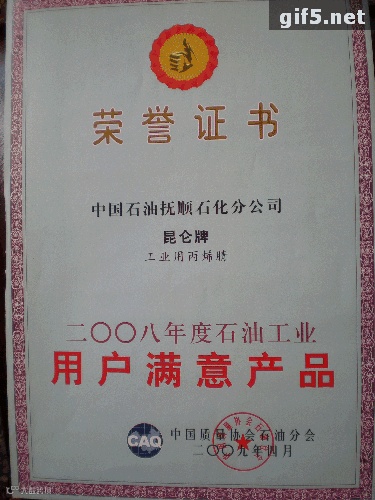 gif5.net
荣誉证书
中国石油抚顺石化分公司
昆仑牌
工业用丙烯腈
二〇〇八年度石油工业
用户满意产品
CAQ
中国质量协会石油分会
二〇〇九年四月